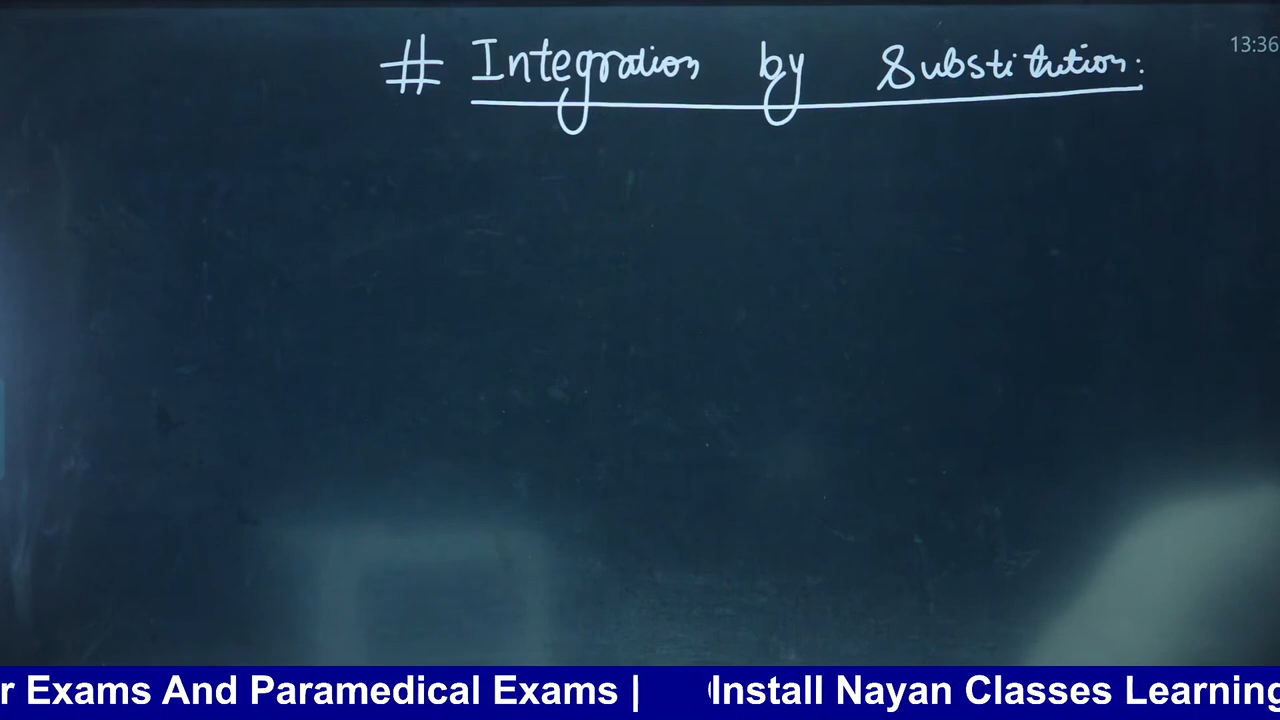 # Integration by Substitution:
13:36
r Exams And Paramedical Exams | Install Nayan Classes Learning